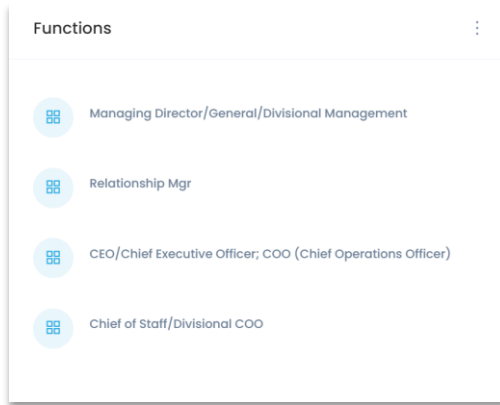 Functions
Managing Director/General/Divisional Management
Relationship Mgr
CEO/Chief Executive Officer; COO (Chief Operations Officer)
Chief of Staff/Divisional COO